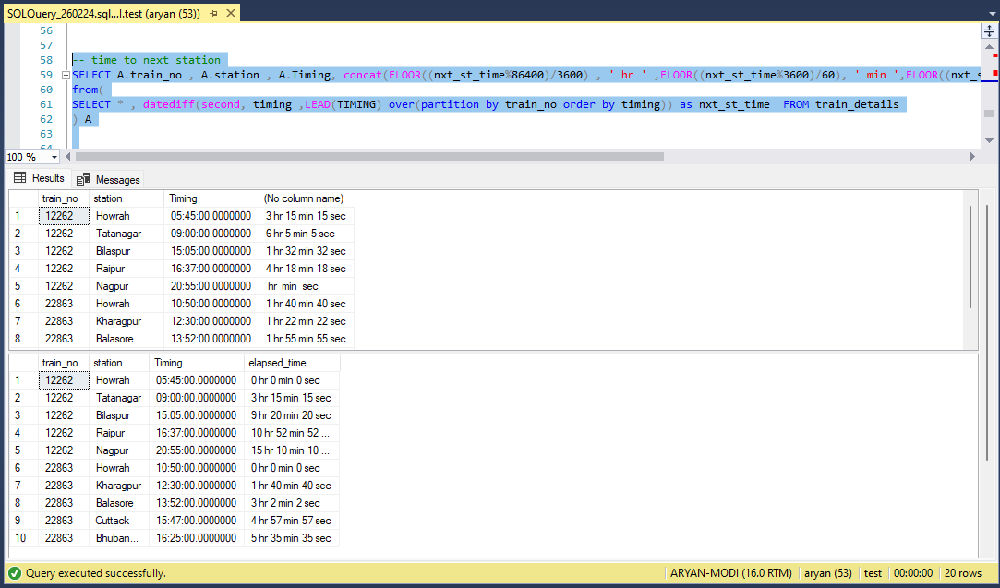 SQLQuery_260224.sql...l.test (aryan (53))
56
57
58 -- time to next station
59 SELECT A.train_no , A.station , A.Timing, concat(FLOOR((nxt_st_time%86400)/3600) , ' hr ' ,FLOOR((nxt_st_time%3600)/60), ' min ',FLOOR((nxt_s
60 from(
61 SELECT * , datediff(second, timing ,LEAD(TIMING) over(partition by train_no order by timing)) as nxt_st_time FROM train_details
62 ) A
63
64
100 %
Results Messages
train_no station Timing (No column name)
1 12262 Howrah 05:45:00.0000000 3 hr 15 min 15 sec
2 12262 Tatanagar 09:00:00.0000000 6 hr 5 min 5 sec
3 12262 Bilaspur 15:05:00.0000000 1 hr 32 min 32 sec
4 12262 Raipur 16:37:00.0000000 4 hr 18 min 18 sec
5 12262 Nagpur 20:55:00.0000000 hr min sec
6 22863 Howrah 10:50:00.0000000 1 hr 40 min 40 sec
7 22863 Kharagpur 12:30:00.0000000 1 hr 22 min 22 sec
8 22863 Balasore 13:52:00.0000000 1 hr 55 min 55 sec
train_no station Timing elapsed_time
1 12262 Howrah 05:45:00.0000000 0 hr 0 min 0 sec
2 12262 Tatanagar 09:00:00.0000000 3 hr 15 min 15 sec
3 12262 Bilaspur 15:05:00.0000000 9 hr 20 min 20 sec
4 12262 Raipur 16:37:00.0000000 10 hr 52 min 52 ...
5 12262 Nagpur 20:55:00.0000000 15 hr 10 min 10 ...
6 22863 Howrah 10:50:00.0000000 0 hr 0 min 0 sec
7 22863 Kharagpur 12:30:00.0000000 1 hr 40 min 40 sec
8 22863 Balasore 13:52:00.0000000 3 hr 2 min 2 sec
9 22863 Cuttack 15:47:00.0000000 4 hr 57 min 57 sec
10 22863 Bhuban... 16:25:00.0000000 5 hr 35 min 35 sec
Query executed successfully. ARYAN-MODI (16.0 RTM) aryan (53) test 00:00:00 20 rows